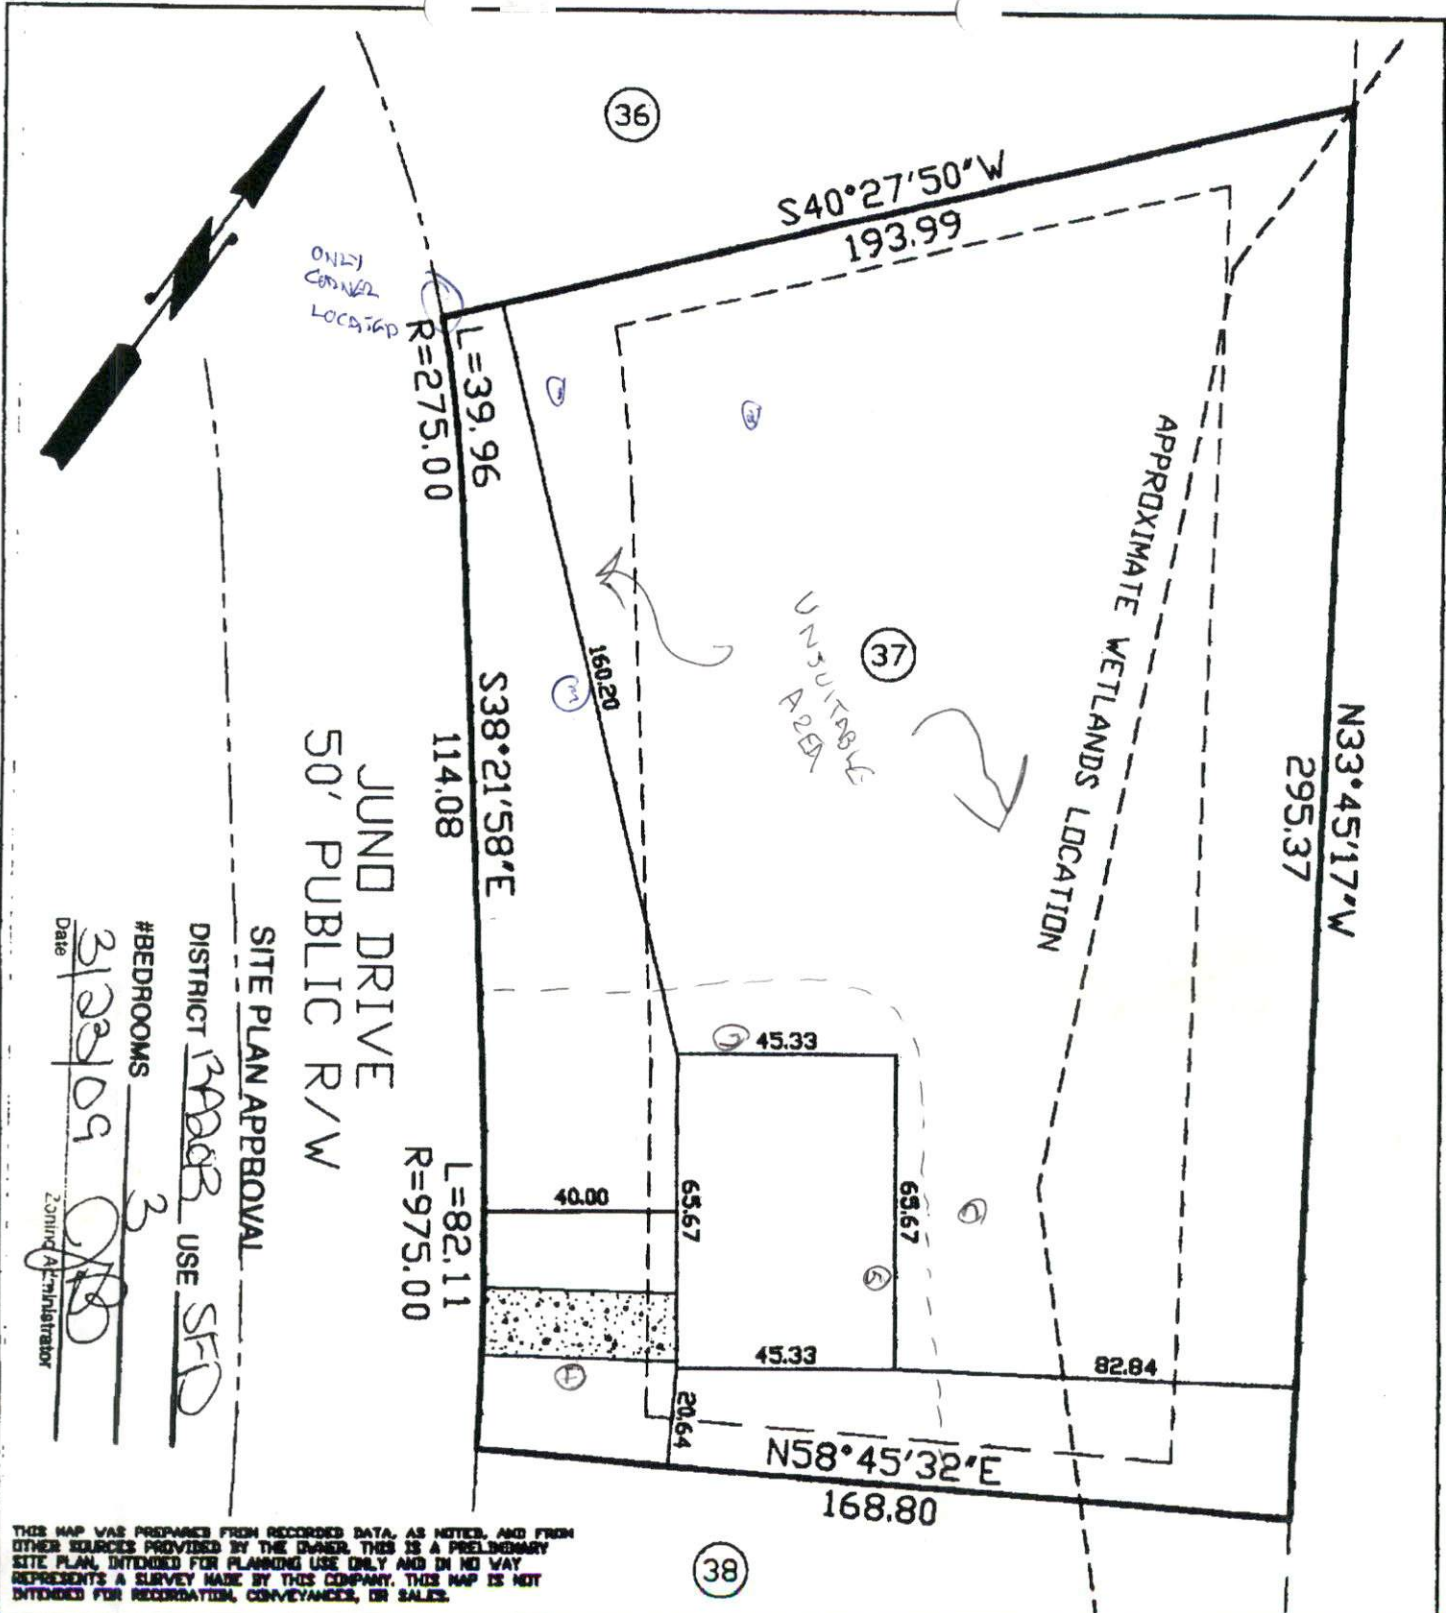 36
S40°27'50"W
193.99
ONLY
CORNER
LOCATED
L=39.96
R=275.00
APPROXIMATE WETLANDS LOCATION
UNSUITABLE
AREA
37
160.20
N33°45'17"W
295.37
S38°21'58"E
114.08
JUNO DRIVE
50' PUBLIC R/W
45.33
65.67
65.67
40.00
L=82.11
R=975.00
45.33
82.84
20.64
N58°45'32"E
168.80
SITE PLAN APPROVAL
DISTRICT RA20R USE SFD
#BEDROOMS 3
3/23/09
Date
Zoning Administrator
38
THIS MAP WAS PREPARED FROM RECORDED DATA, AS NOTED, AND FROM
OTHER SOURCES PROVIDED BY THE OWNER. THIS IS A PRELIMINARY
SITE PLAN, INTENDED FOR PLANNING USE ONLY AND IN NO WAY
REPRESENTS A SURVEY MADE BY THIS COMPANY. THIS MAP IS NOT
INTENDED FOR RECORDATION, CONVEYANCES, OR SALES.